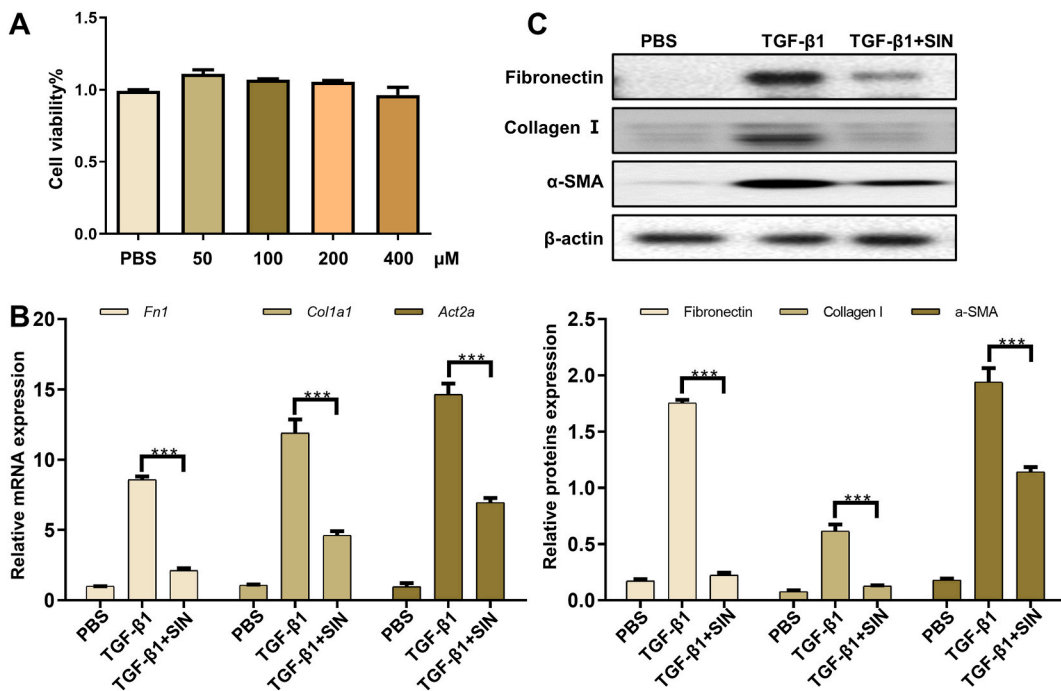 A
Cell viability%
1.5
1.0
0.5
0.0
PBS 50 100 200 400 μM
C
PBS TGF-β1 TGF-β1+SIN
Fibronectin
Collagen I
α-SMA
β-actin
B
Fn1 Col1a1 Act2a
Relative mRNA expression
20
15
10
5
0
*** *** ***
PBS TGF-β1 TGF-β1+SIN PBS TGF-β1 TGF-β1+SIN PBS TGF-β1 TGF-β1+SIN
Fibronectin Collagen I a-SMA
Relative proteins expression
2.5
2.0
1.5
1.0
0.5
0.0
*** *** ***
PBS TGF-β1 TGF-β1+SIN PBS TGF-β1 TGF-β1+SIN PBS TGF-β1 TGF-β1+SIN